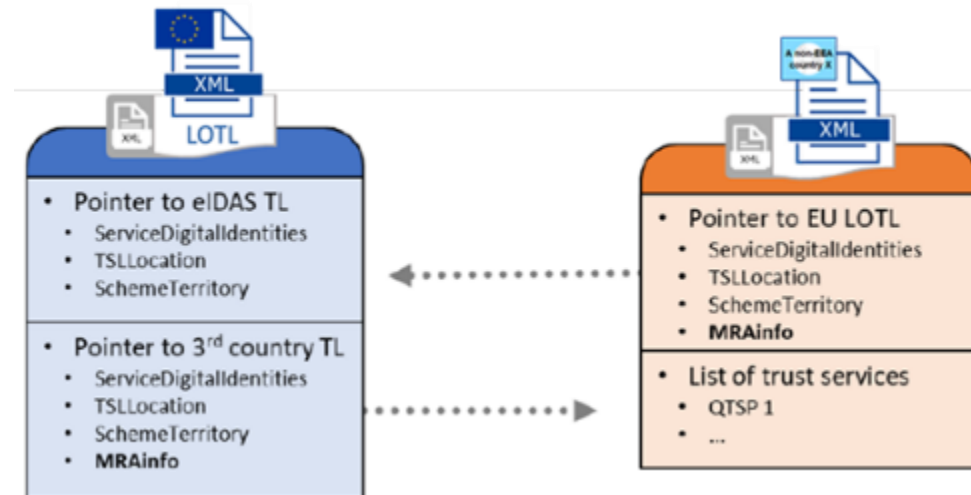 XML
XML
LOTL
• Pointer to eIDAS TL
• ServiceDigitalIdentities
• TSLLocation
• SchemeTerritory
• Pointer to 3rd country TL
• ServiceDigitalIdentities
• TSLLocation
• SchemeTerritory
• MRAinfo
A non-EEA
country X
XML
XML
• Pointer to EU LOTL
• ServiceDigitalIdentities
• TSLLocation
• SchemeTerritory
• MRAinfo
• List of trust services
• QTSP 1
• ...